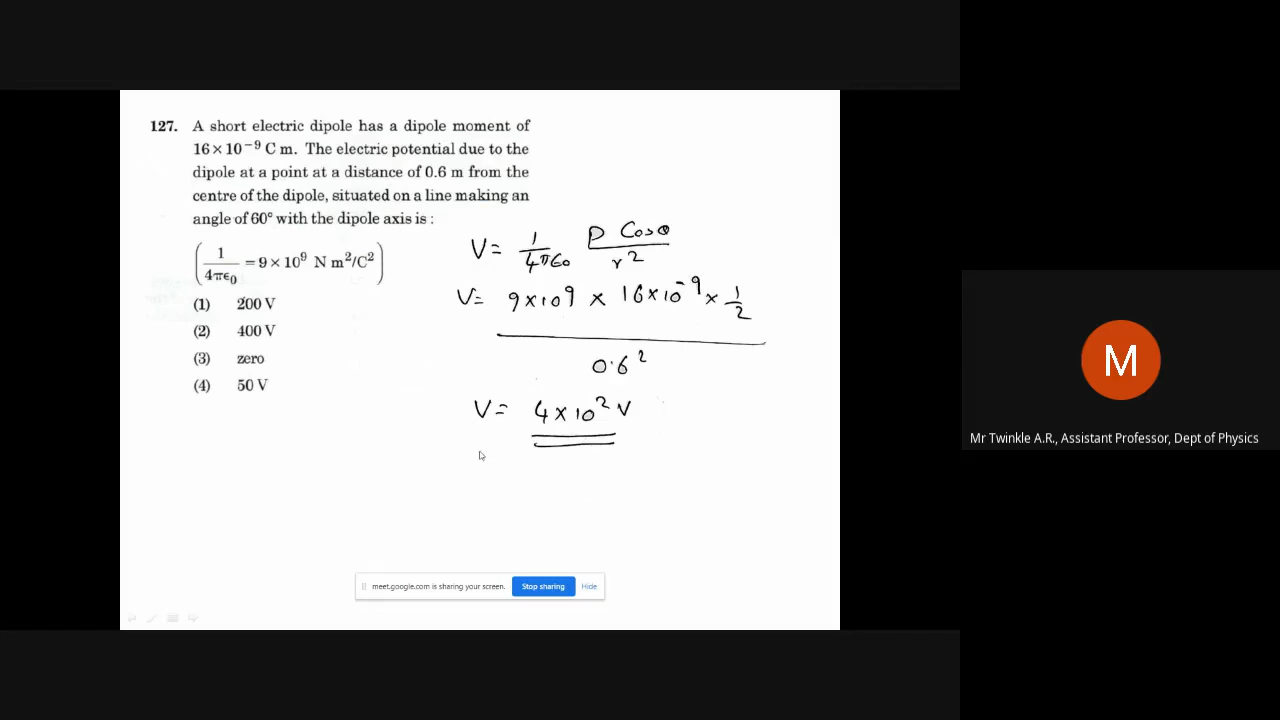 127. A short electric dipole has a dipole moment of
16 × 10⁻⁹ C m. The electric potential due to the
dipole at a point at a distance of 0.6 m from the
centre of the dipole, situated on a line making an
angle of 60° with the dipole axis is :
(1/4πϵ₀ = 9 × 10⁹ N m²/C²)
(1) 200 V
(2) 400 V
(3) zero
(4) 50 V
V = 1/4πϵ₀ P Cosθ/r²
V = 9×10⁹ × 16×10⁻⁹ × 1/2
0.6²
V = 4×10² V
M
Mr Twinkle A.R., Assistant Professor, Dept of Physics
meet.google.com is sharing your screen. Stop sharing Hide